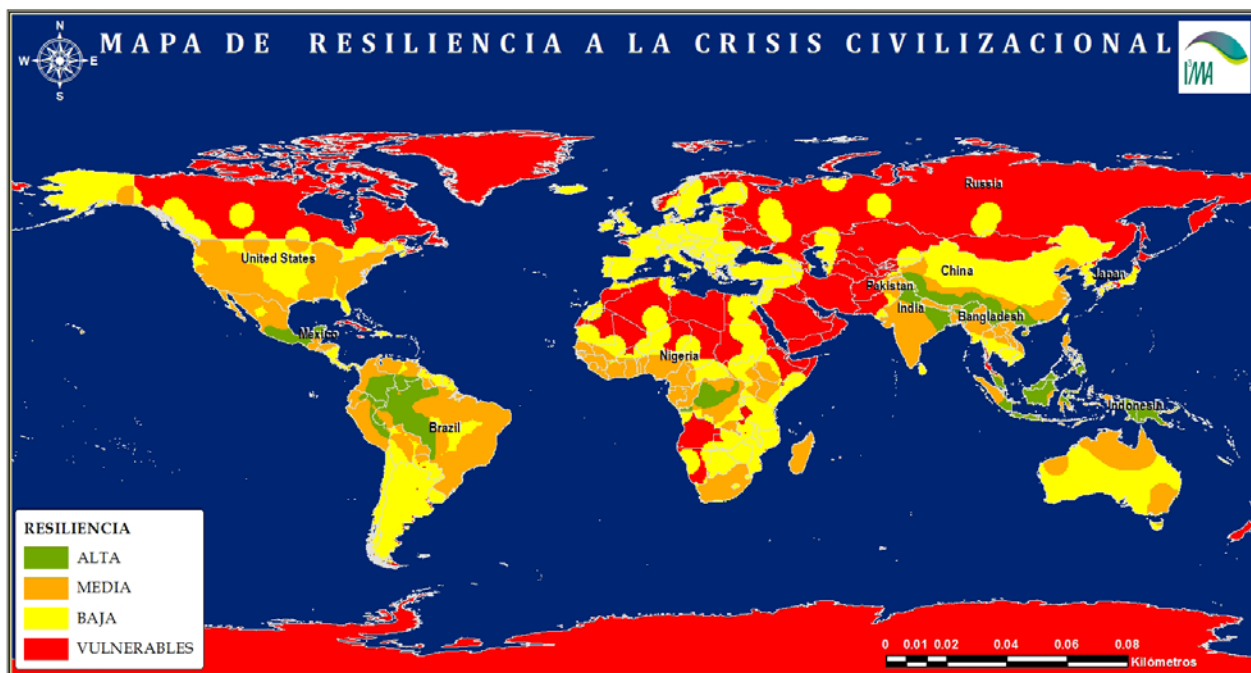 MAPA DE RESILIENCIA A LA CRISIS CIVILIZACIONAL
N
W E
S
I³MA
Russia
United States
China
Japan
Pakistan
India
Bangladesh
Mexico
Nigeria
Indonesia
Brazil
RESILIENCIA
ALTA
MEDIA
BAJA
VULNERABLES
0 0.01 0.02 0.04 0.06 0.08
Kilómetros